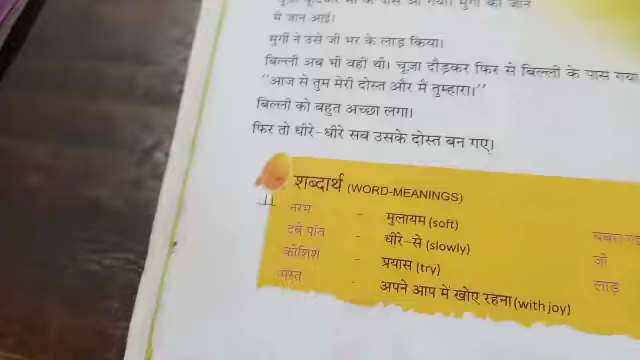 में जान आई।
मुर्गी ने उसे जी भर के लाड़ किया।
बिल्ली अब भी वहीं थी। चूज़ा दौड़कर फिर से बिल्ली के पास गया
“आज से तुम मेरी दोस्त और मैं तुम्हारा।”
बिल्ली को बहुत अच्छा लगा।
फिर तो धीरे-धीरे सब उसके दोस्त बन गए।
शब्दार्थ (WORD-MEANINGS)
नरम - मुलायम (soft)
दबे पाँव - धीरे-से (slowly) जी
कोशिश - प्रयास (try) लाड़
मस्त - अपने आप में खोए रहना (with joy)